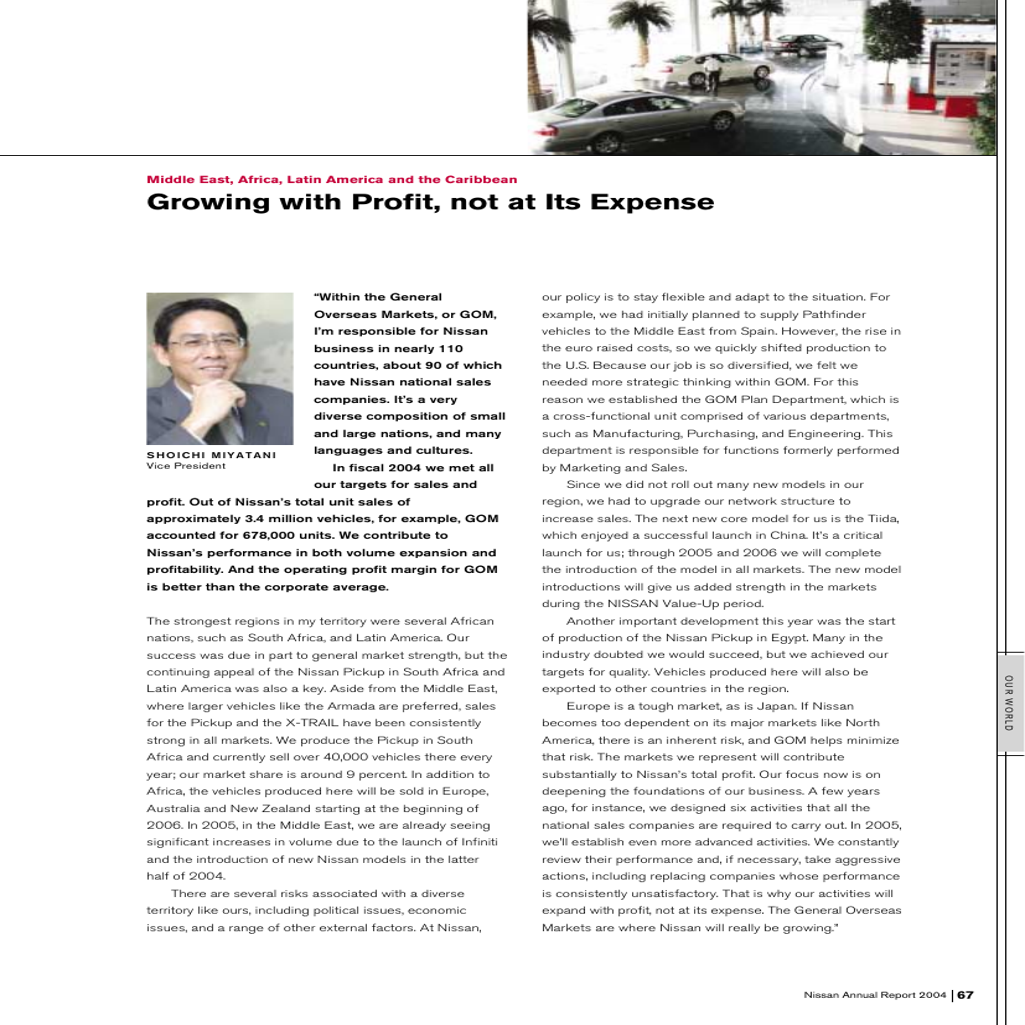 Middle East, Africa, Latin America and the Caribbean
Growing with Profit, not at Its Expense
SHOICHI MIYATANI
Vice President
“Within the General
Overseas Markets, or GOM,
I’m responsible for Nissan
business in nearly 110
countries, about 90 of which
have Nissan national sales
companies. It’s a very
diverse composition of small
and large nations, and many
languages and cultures.
In fiscal 2004 we met all
our targets for sales and
profit. Out of Nissan’s total unit sales of
approximately 3.4 million vehicles, for example, GOM
accounted for 678,000 units. We contribute to
Nissan’s performance in both volume expansion and
profitability. And the operating profit margin for GOM
is better than the corporate average.
The strongest regions in my territory were several African
nations, such as South Africa, and Latin America. Our
success was due in part to general market strength, but the
continuing appeal of the Nissan Pickup in South Africa and
Latin America was also a key. Aside from the Middle East,
where larger vehicles like the Armada are preferred, sales
for the Pickup and the X-TRAIL have been consistently
strong in all markets. We produce the Pickup in South
Africa and currently sell over 40,000 vehicles there every
year; our market share is around 9 percent. In addition to
Africa, the vehicles produced here will be sold in Europe,
Australia and New Zealand starting at the beginning of
2006. In 2005, in the Middle East, we are already seeing
significant increases in volume due to the launch of Infiniti
and the introduction of new Nissan models in the latter
half of 2004.
There are several risks associated with a diverse
territory like ours, including political issues, economic
issues, and a range of other external factors. At Nissan,
our policy is to stay flexible and adapt to the situation. For
example, we had initially planned to supply Pathfinder
vehicles to the Middle East from Spain. However, the rise in
the euro raised costs, so we quickly shifted production to
the U.S. Because our job is so diversified, we felt we
needed more strategic thinking within GOM. For this
reason we established the GOM Plan Department, which is
a cross-functional unit comprised of various departments,
such as Manufacturing, Purchasing, and Engineering. This
department is responsible for functions formerly performed
by Marketing and Sales.
Since we did not roll out many new models in our
region, we had to upgrade our network structure to
increase sales. The next new core model for us is the Tiida,
which enjoyed a successful launch in China. It’s a critical
launch for us; through 2005 and 2006 we will complete
the introduction of the model in all markets. The new model
introductions will give us added strength in the markets
during the NISSAN Value-Up period.
Another important development this year was the start
of production of the Nissan Pickup in Egypt. Many in the
industry doubted we would succeed, but we achieved our
targets for quality. Vehicles produced here will also be
exported to other countries in the region.
Europe is a tough market, as is Japan. If Nissan
becomes too dependent on its major markets like North
America, there is an inherent risk, and GOM helps minimize
that risk. The markets we represent will contribute
substantially to Nissan’s total profit. Our focus now is on
deepening the foundations of our business. A few years
ago, for instance, we designed six activities that all the
national sales companies are required to carry out. In 2005,
we’ll establish even more advanced activities. We constantly
review their performance and, if necessary, take aggressive
actions, including replacing companies whose performance
is consistently unsatisfactory. That is why our activities will
expand with profit, not at its expense. The General Overseas
Markets are where Nissan will really be growing.”
OUR WORLD
Nissan Annual Report 2004 67